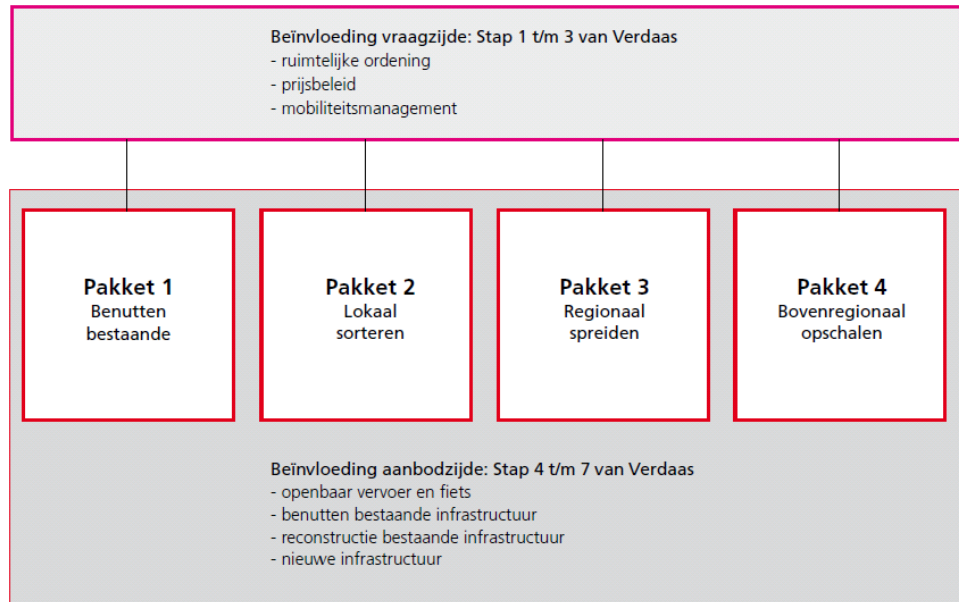 Beïnvloeding vraagzijde: Stap 1 t/m 3 van Verdaas
- ruimtelijke ordening
- prijsbeleid
- mobiliteitsmanagement
Pakket 1
Benutten
bestaande
Pakket 2
Lokaal
sorteren
Pakket 3
Regionaal
spreiden
Pakket 4
Bovenregionaal
opschalen
Beïnvloeding aanbodzijde: Stap 4 t/m 7 van Verdaas
- openbaar vervoer en fiets
- benutten bestaande infrastructuur
- reconstructie bestaande infrastructuur
- nieuwe infrastructuur